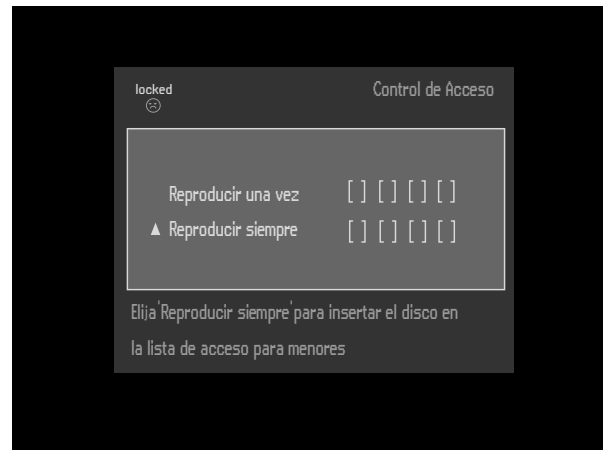 locked
Control de Acceso
Reproducir una vez [ ] [ ] [ ] [ ]
▲ Reproducir siempre [ ] [ ] [ ] [ ]
Elija'Reproducir siempre'para insertar el disco en
la lista de acceso para menores